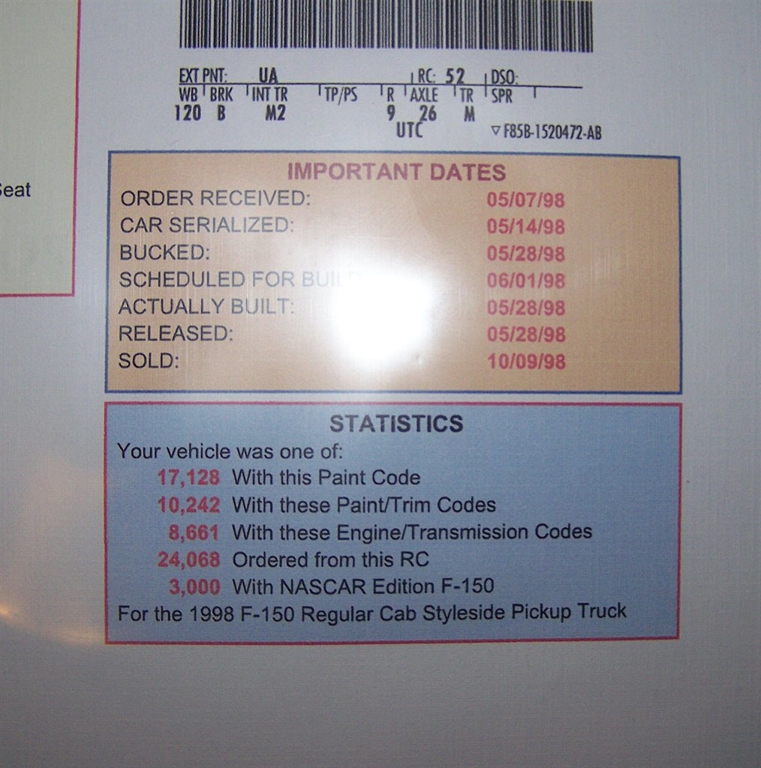 EXT PNT: UA RC: 52 DSO:
WB BRK INT TR TP/PS R AXLE TR SPR
120 B M2 9 26 M
UTC ▽F85B-1520472-AB
Seat
IMPORTANT DATES
ORDER RECEIVED: 05/07/98
CAR SERIALIZED: 05/14/98
BUCKED: 05/28/98
SCHEDULED FOR 06/01/98
ACTUALLY BUILT: 05/28/98
RELEASED: 05/28/98
SOLD: 10/09/98
STATISTICS
Your vehicle was one of:
17,128 With this Paint Code
10,242 With these Paint/Trim Codes
8,661 With these Engine/Transmission Codes
24,068 Ordered from this RC
3,000 With NASCAR Edition F-150
For the 1998 F-150 Regular Cab Styleside Pickup Truck